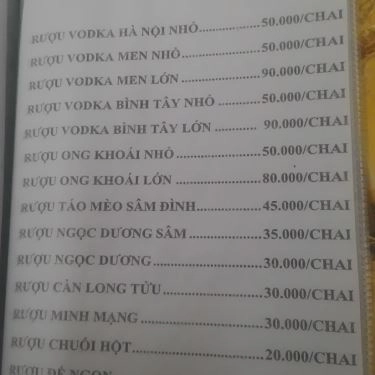 RƯỢU VODKA HÀ NỘI NHỎ....................50.000/CHAI
RƯỢU VODKA MEN NHỎ....................50.000/CHAI
RƯỢU VODKA MEN LỚN....................90.000/CHAI
RƯỢU VODKA BÌNH TÂY NHỎ............50.000/CHAI
RƯỢU VODKA BÌNH TÂY LỚN............ 90.000/CHAI
RƯỢU ONG KHOÁI NHỎ....................50.000/CHAI
RƯỢU ONG KHOÁI LỚN....................80.000/CHAI
RƯỢU TÁO MÈO SÂM ĐÌNH...............45.000/CHAI
RƯỢU NGỌC DƯƠNG SÂM.................35.000/CHAI
RƯỢU NGỌC DƯƠNG.......................30.000/CHAI
RƯỢU CÀN LONG TỬU.....................30.000/CHAI
RƯỢU MINH MẠNG........................30.000/CHAI
RƯỢU CHUỐI HỘT.........................20.000/CHAI
RƯỢU ĐẾ NGON